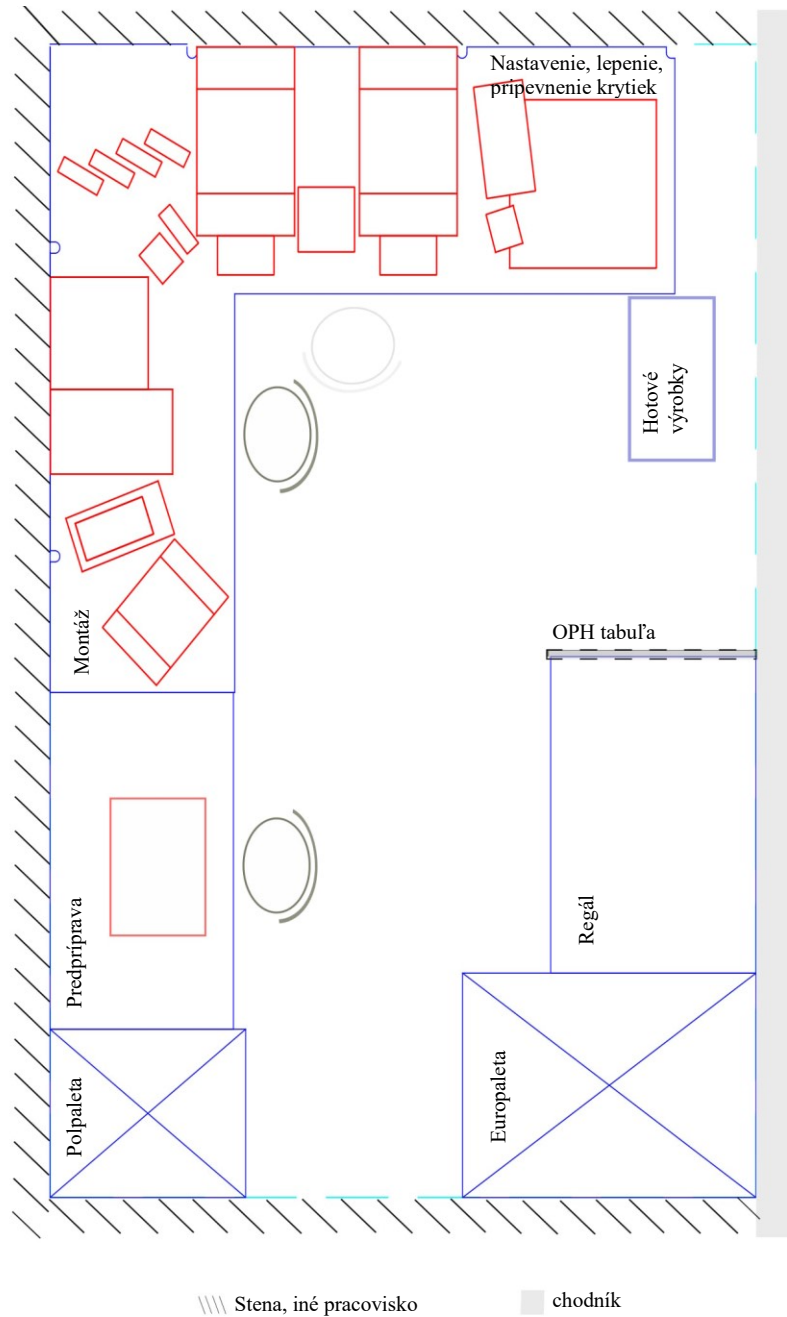 Nastavenie, lepenie,
pripevnenie krytiek
Hotové
výrobky
OPH tabuľa
Montáž
Predpríprava
Regál
Polpaleta
Europaleta
Stena, iné pracovisko
chodník